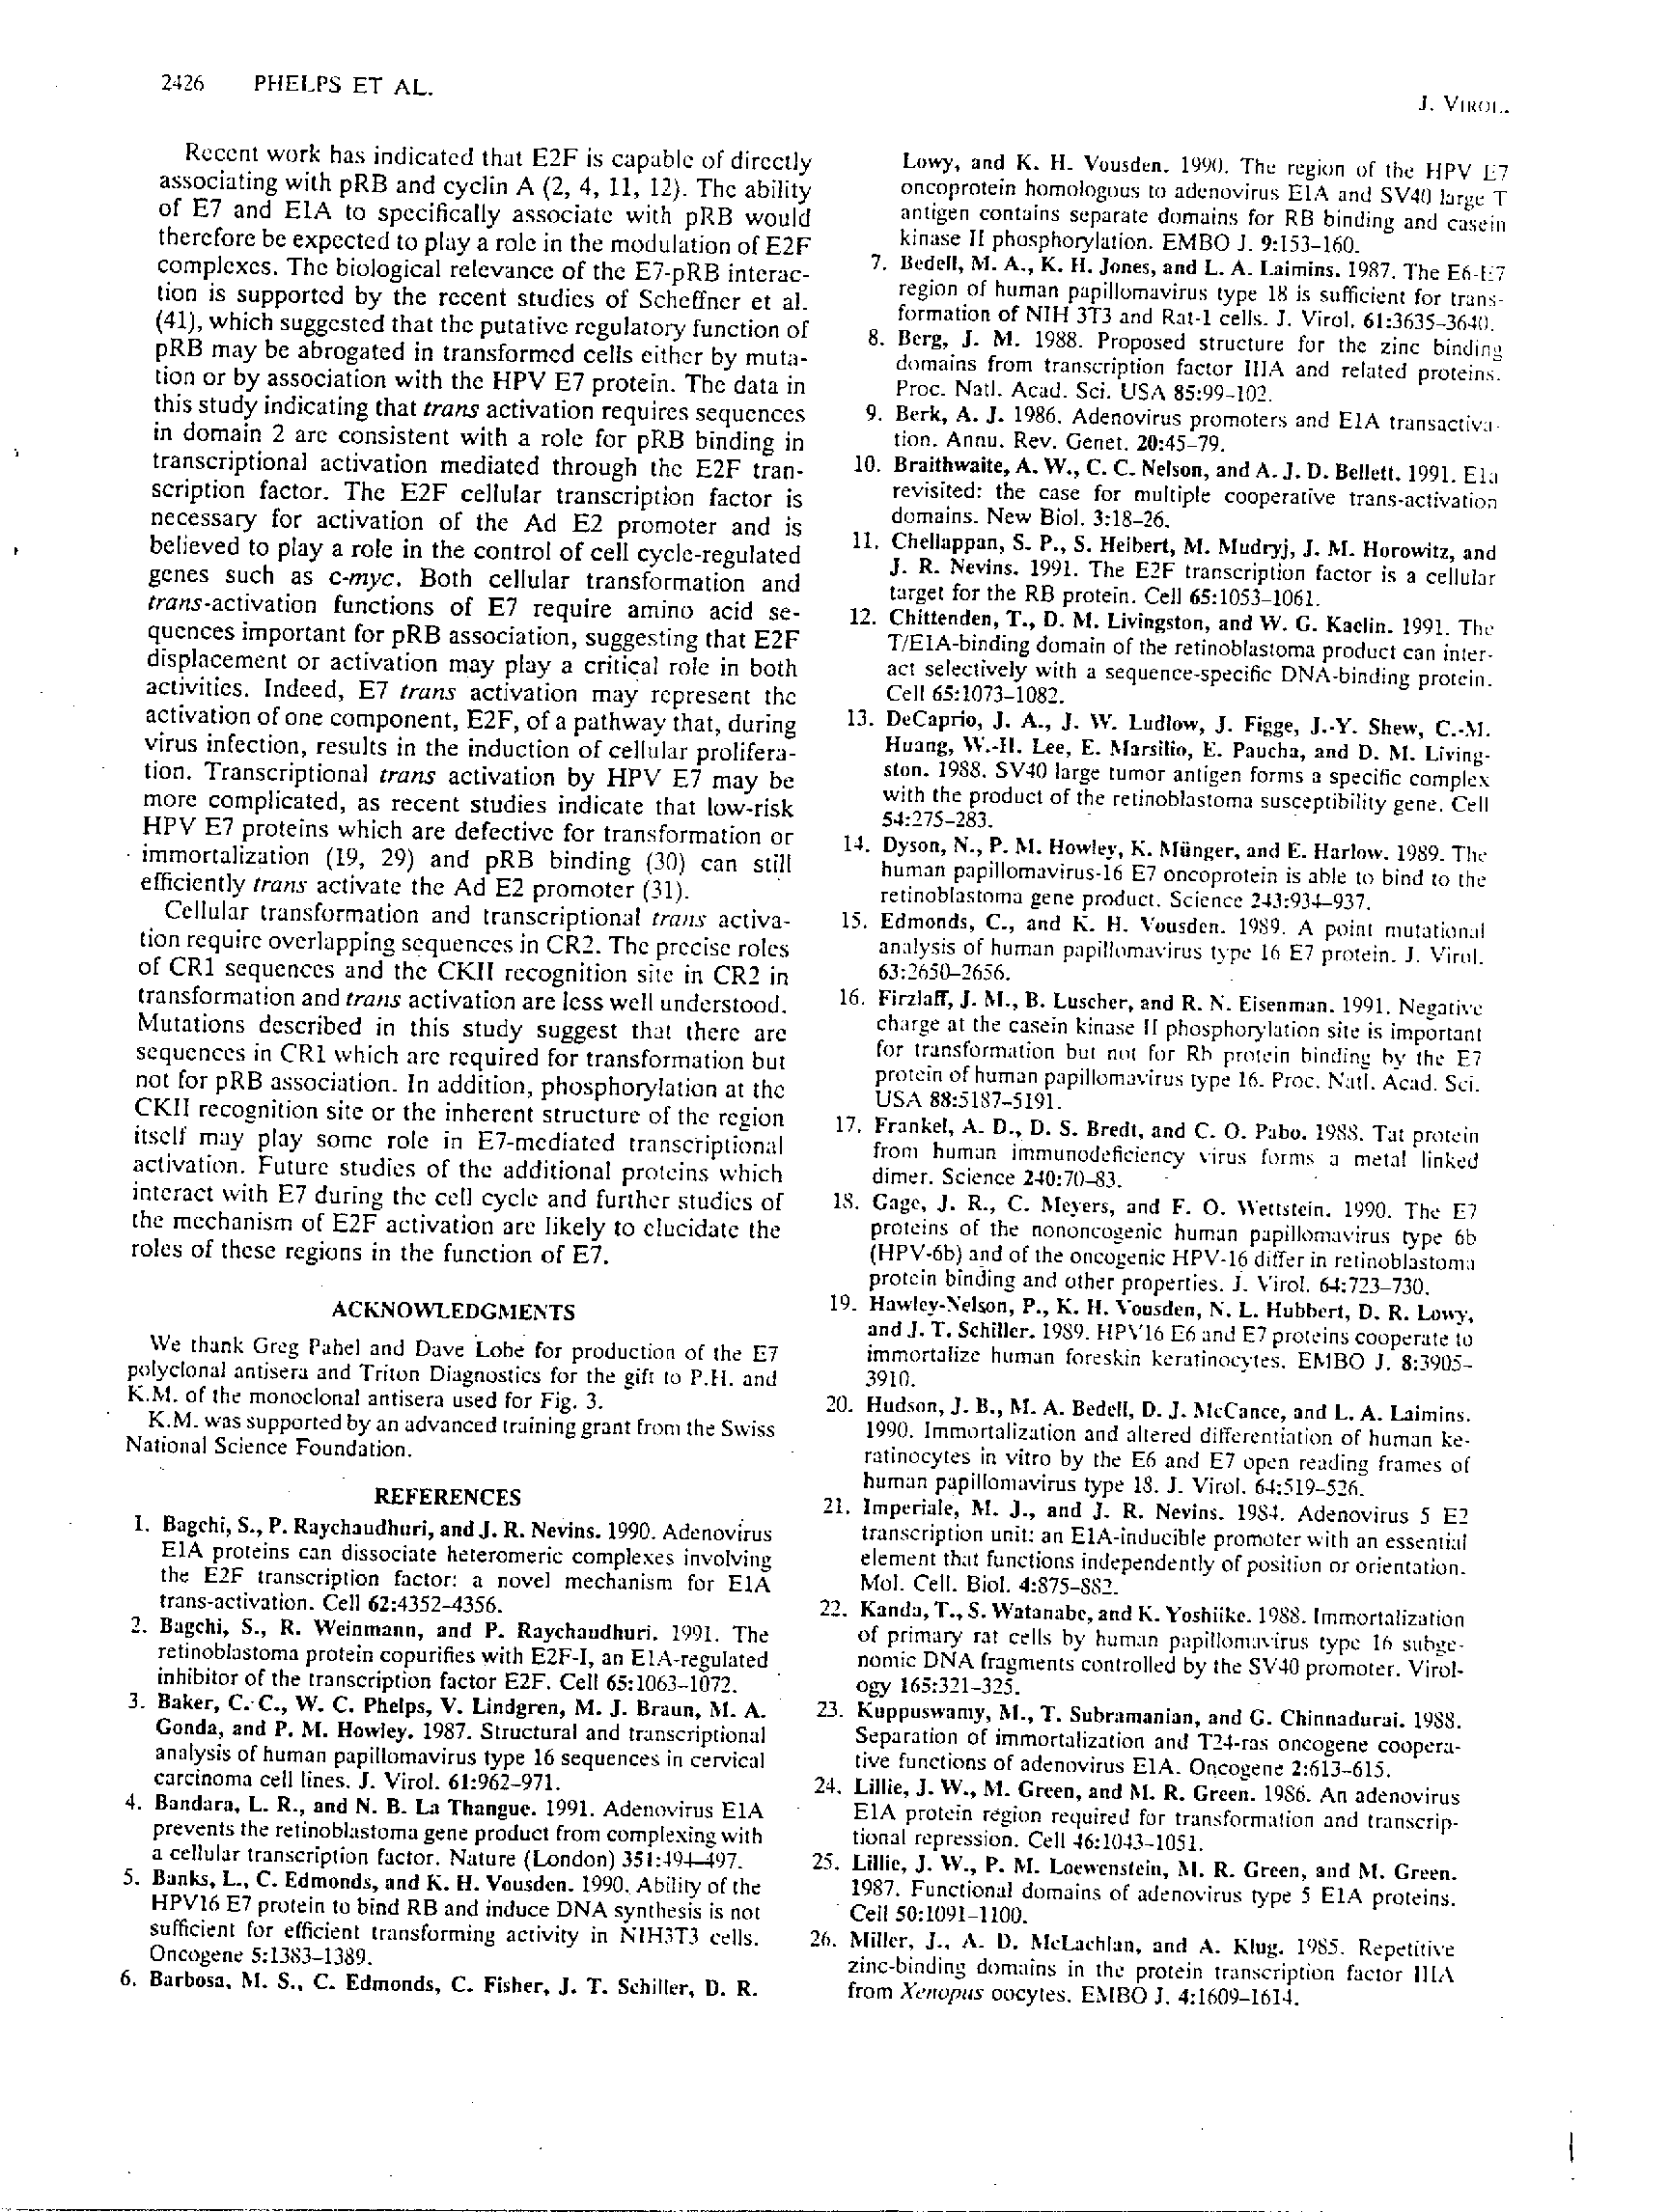 2426 PHELPS ET AL.
J. VIROL.
Recent work has indicated that E2F is capable of directly
associating with pRB and cyclin A (2, 4, 11, 12). The ability
of E7 and E1A to specifically associate with pRB would
therefore be expected to play a role in the modulation of E2F
complexes. The biological relevance of the E7-pRB interac-
tion is supported by the recent studies of Scheffner et al.
(41), which suggested that the putative regulatory function of
pRB may be abrogated in transformed cells either by muta-
tion or by association with the HPV E7 protein. The data in
this study indicating that trans activation requires sequences
in domain 2 are consistent with a role for pRB binding in
transcriptional activation mediated through the E2F tran-
scription factor. The E2F cellular transcription factor is
necessary for activation of the Ad E2 promoter and is
believed to play a role in the control of cell cycle-regulated
genes such as c-myc. Both cellular transformation and
trans-activation functions of E7 require amino acid se-
quences important for pRB association, suggesting that E2F
displacement or activation may play a critical role in both
activities. Indeed, E7 trans activation may represent the
activation of one component, E2F, of a pathway that, during
virus infection, results in the induction of cellular prolifera-
tion. Transcriptional trans activation by HPV E7 may be
more complicated, as recent studies indicate that low-risk
HPV E7 proteins which are defective for transformation or
immortalization (19, 29) and pRB binding (30) can still
efficiently trans activate the Ad E2 promoter (31).
Cellular transformation and transcriptional trans activa-
tion require overlapping sequences in CR2. The precise roles
of CR1 sequences and the CKII recognition site in CR2 in
transformation and trans activation are less well understood.
Mutations described in this study suggest that there are
sequences in CR1 which are required for transformation but
not for pRB association. In addition, phosphorylation at the
CKII recognition site or the inherent structure of the region
itself may play some role in E7-mediated transcriptional
activation. Future studies of the additional proteins which
interact with E7 during the cell cycle and further studies of
the mechanism of E2F activation are likely to elucidate the
roles of these regions in the function of E7.
ACKNOWLEDGMENTS
We thank Greg Pahel and Dave Lobe for production of the E7
polyclonal antisera and Triton Diagnostics for the gift to P.H. and
K.M. of the monoclonal antisera used for Fig. 3.
K.M. was supported by an advanced training grant from the Swiss
National Science Foundation.
REFERENCES
1. Bagchi, S., P. Raychaudhuri, and J. R. Nevins. 1990. Adenovirus
E1A proteins can dissociate heteromeric complexes involving
the E2F transcription factor: a novel mechanism for E1A
trans-activation. Cell 62:4352-4356.
2. Bagchi, S., R. Weinmann, and P. Raychaudhuri. 1991. The
retinoblastoma protein copurifies with E2F-I, an E1A-regulated
inhibitor of the transcription factor E2F. Cell 65:1063-1072.
3. Baker, C. C., W. C. Phelps, V. Lindgren, M. J. Braun, M. A.
Gonda, and P. M. Howley. 1987. Structural and transcriptional
analysis of human papillomavirus type 16 sequences in cervical
carcinoma cell lines. J. Virol. 61:962-971.
4. Bandara, L. R., and N. B. La Thangue. 1991. Adenovirus E1A
prevents the retinoblastoma gene product from complexing with
a cellular transcription factor. Nature (London) 351:494-497.
5. Banks, L., C. Edmonds, and K. H. Vousden. 1990. Ability of the
HPV16 E7 protein to bind RB and induce DNA synthesis is not
sufficient for efficient transforming activity in NIH3T3 cells.
Oncogene 5:1383-1389.
6. Barbosa, M. S., C. Edmonds, C. Fisher, J. T. Schiller, D. R.
Lowy, and K. H. Vousden. 1990. The region of the HPV E7
oncoprotein homologous to adenovirus E1A and SV40 large T
antigen contains separate domains for RB binding and casein
kinase II phosphorylation. EMBO J. 9:153-160.
7. Bedell, M. A., K. H. Jones, and L. A. Laimins. 1987. The E6-E7
region of human papillomavirus type 18 is sufficient for trans-
formation of NIH 3T3 and Rat-1 cells. J. Virol. 61:3635-3640.
8. Berg, J. M. 1988. Proposed structure for the zinc binding
domains from transcription factor IIIA and related proteins.
Proc. Natl. Acad. Sci. USA 85:99-102.
9. Berk, A. J. 1986. Adenovirus promoters and E1A transactiva-
tion. Annu. Rev. Genet. 20:45-79.
10. Braithwaite, A. W., C. C. Nelson, and A. J. D. Bellett. 1991. E1a
revisited: the case for multiple cooperative trans-activation
domains. New Biol. 3:18-26.
11. Chellappan, S. P., S. Heibert, M. Mudryj, J. M. Horowitz, and
J. R. Nevins. 1991. The E2F transcription factor is a cellular
target for the RB protein. Cell 65:1053-1061.
12. Chittenden, T., D. M. Livingston, and W. G. Kaelin. 1991. The
T/E1A-binding domain of the retinoblastoma product can inter-
act selectively with a sequence-specific DNA-binding protein.
Cell 65:1073-1082.
13. DeCaprio, J. A., J. W. Ludlow, J. Figge, J.-Y. Shew, C.-M.
Huang, W.-H. Lee, E. Marsilio, E. Paucha, and D. M. Living-
ston. 1988. SV40 large tumor antigen forms a specific complex
with the product of the retinoblastoma susceptibility gene. Cell
54:275-283.
14. Dyson, N., P. M. Howley, K. Münger, and E. Harlow. 1989. The
human papillomavirus-16 E7 oncoprotein is able to bind to the
retinoblastoma gene product. Science 243:934-937.
15. Edmonds, C., and K. H. Vousden. 1989. A point mutational
analysis of human papillomavirus type 16 E7 protein. J. Virol.
63:2650-2656.
16. Firzlaff, J. M., B. Luscher, and R. N. Eisenman. 1991. Negative
charge at the casein kinase II phosphorylation site is important
for transformation but not for Rb protein binding by the E7
protein of human papillomavirus type 16. Proc. Natl. Acad. Sci.
USA 88:5187-5191.
17. Frankel, A. D., D. S. Bredt, and C. O. Pabo. 1988. Tat protein
from human immunodeficiency virus forms a metal linked
dimer. Science 240:70-83.
18. Gage, J. R., C. Meyers, and F. O. Wettstein. 1990. The E7
proteins of the nononcogenic human papillomavirus type 6b
(HPV-6b) and of the oncogenic HPV-16 differ in retinoblastoma
protein binding and other properties. J. Virol. 64:723-730.
19. Hawley-Nelson, P., K. H. Vousden, N. L. Hubbert, D. R. Lowy,
and J. T. Schiller. 1989. HPV16 E6 and E7 proteins cooperate to
immortalize human foreskin keratinocytes. EMBO J. 8:3905-
3910.
20. Hudson, J. B., M. A. Bedell, D. J. McCance, and L. A. Laimins.
1990. Immortalization and altered differentiation of human ke-
ratinocytes in vitro by the E6 and E7 open reading frames of
human papillomavirus type 18. J. Virol. 64:519-526.
21. Imperiale, M. J., and J. R. Nevins. 1984. Adenovirus 5 E2
transcription unit: an E1A-inducible promoter with an essential
element that functions independently of position or orientation.
Mol. Cell. Biol. 4:875-882.
22. Kanda, T., S. Watanabe, and K. Yoshiike. 1988. Immortalization
of primary rat cells by human papillomavirus type 16 subge-
nomic DNA fragments controlled by the SV40 promoter. Virol-
ogy 165:321-325.
23. Kuppuswamy, M., T. Subramanian, and G. Chinnadurai. 1988.
Separation of immortalization and T24-ras oncogene coopera-
tive functions of adenovirus E1A. Oncogene 2:613-615.
24. Lillie, J. W., M. Green, and M. R. Green. 1986. An adenovirus
E1A protein region required for transformation and transcrip-
tional repression. Cell 46:1043-1051.
25. Lillie, J. W., P. M. Loewenstein, M. R. Green, and M. Green.
1987. Functional domains of adenovirus type 5 E1A proteins.
Cell 50:1091-1100.
26. Miller, J., A. D. McLachlan, and A. Klug. 1985. Repetitive
zinc-binding domains in the protein transcription factor IIIA
from Xenopus oocytes. EMBO J. 4:1609-1614.